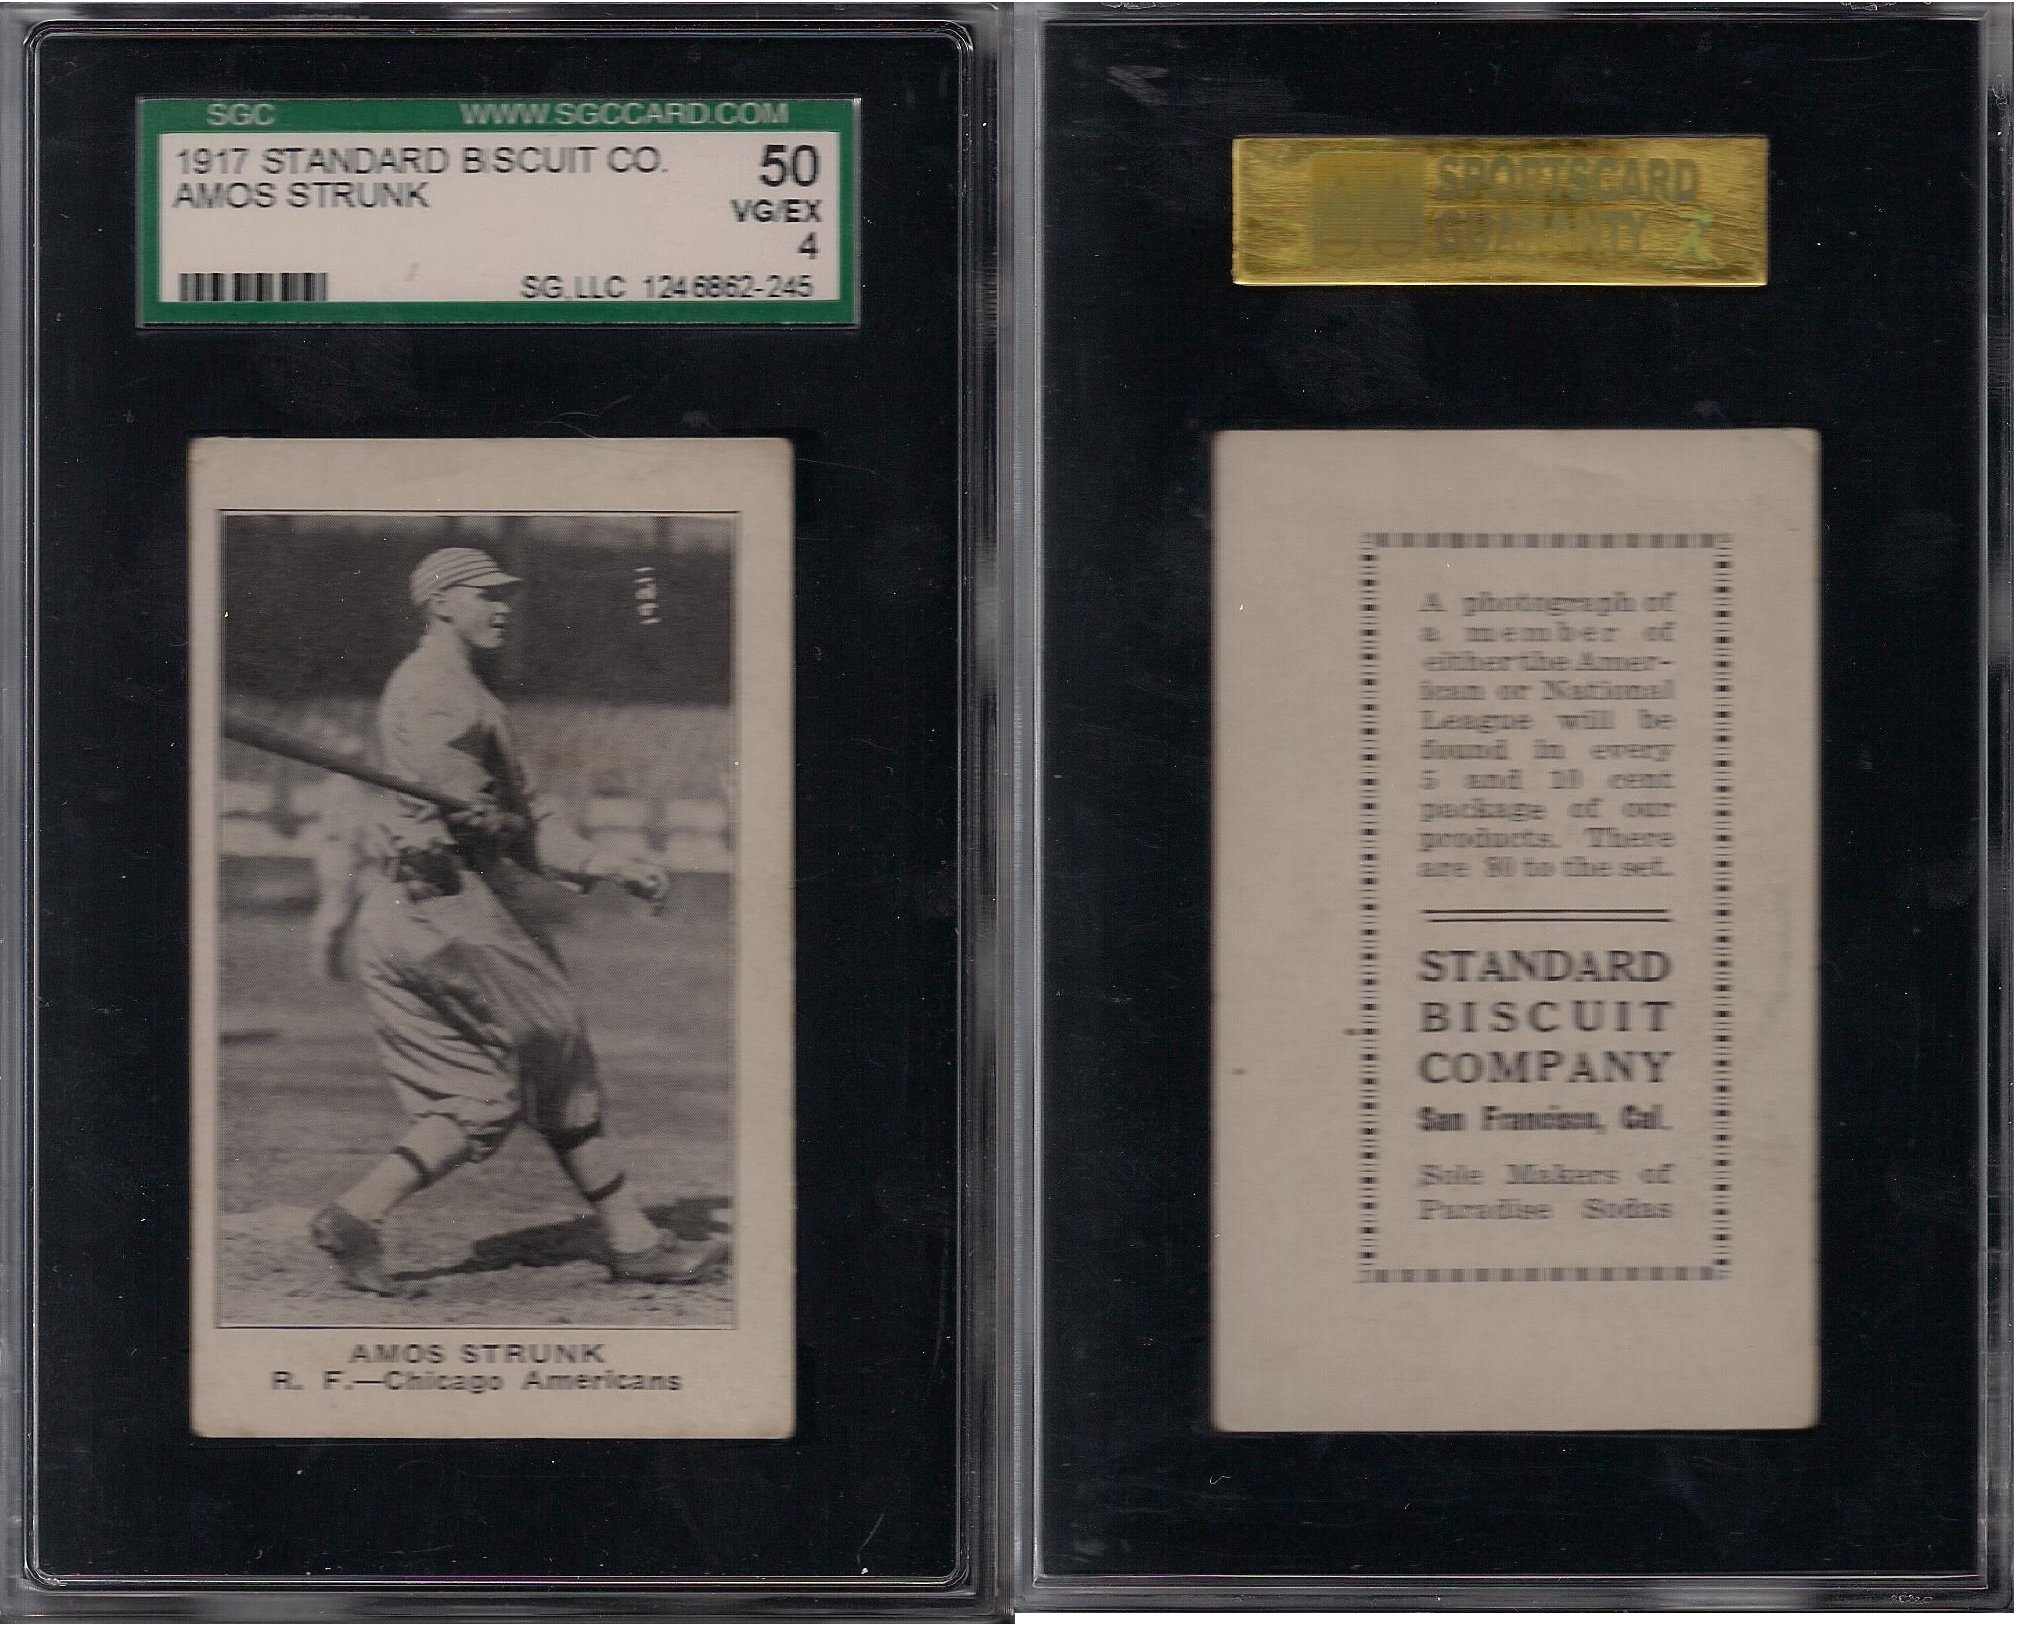 SGC WWW.SGCCARD.COM
1917 STANDARD BISCUIT CO. 50
AMOS STRUNK VG/EX
4
SG,LLC 1246862-245
AMOS STRUNK
R. F.—Chicago Americans
SPORTSCARD
GUARANTY
A photograph of
a member of
either the Amer-
ican or National
League will be
found in every
5 and 10 cent
package of our
products. There
are 80 to the set.
STANDARD
BISCUIT
COMPANY
San Francisco, Cal.
Sole Makers of
Paradise Sodas